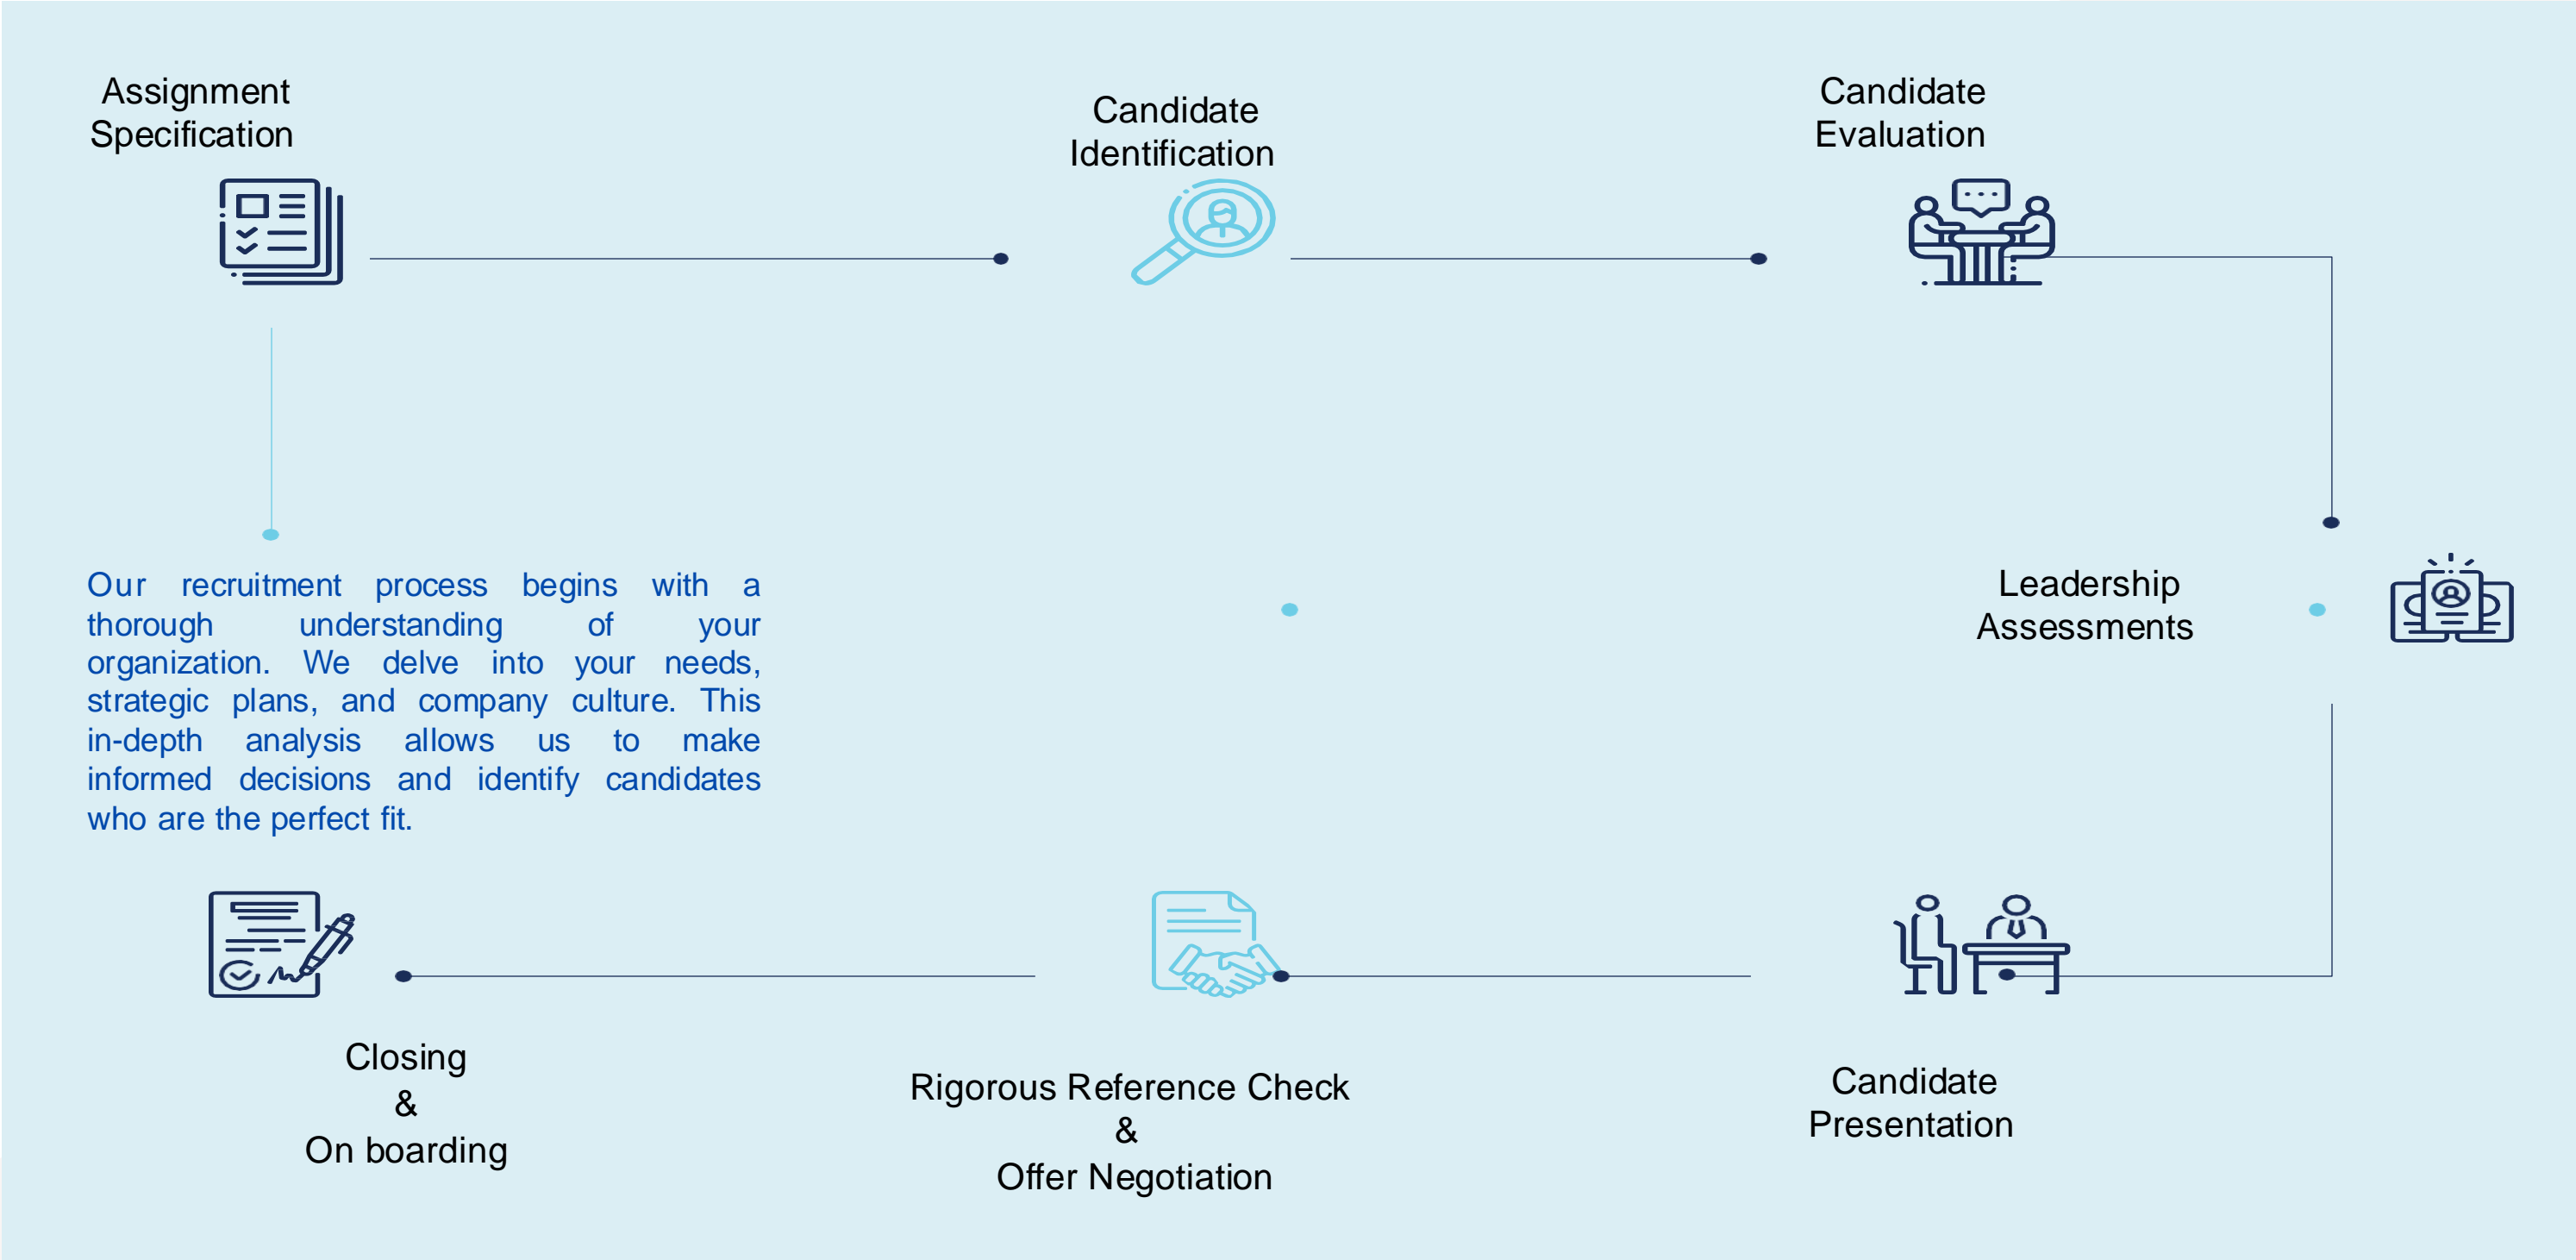 Assignment
Specification
Candidate
Identification
Candidate
Evaluation
Our recruitment process begins with a
thorough understanding of your
organization. We delve into your needs,
strategic plans, and company culture. This
in-depth analysis allows us to make
informed decisions and identify candidates
who are the perfect fit.
Leadership
Assessments
Closing
&
On boarding
Rigorous Reference Check
&
Offer Negotiation
Candidate
Presentation